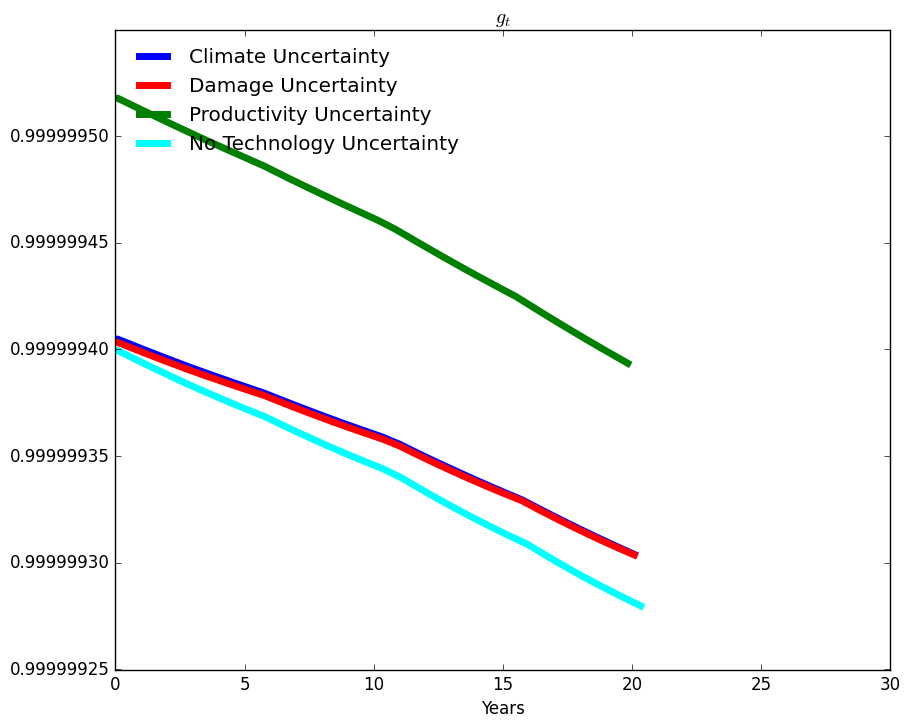 g_t
Climate Uncertainty
Damage Uncertainty
Productivity Uncertainty
No Technology Uncertainty
0.99999950
0.99999945
0.99999940
0.99999935
0.99999930
0.99999925
0 5 10 15 20 25 30
Years